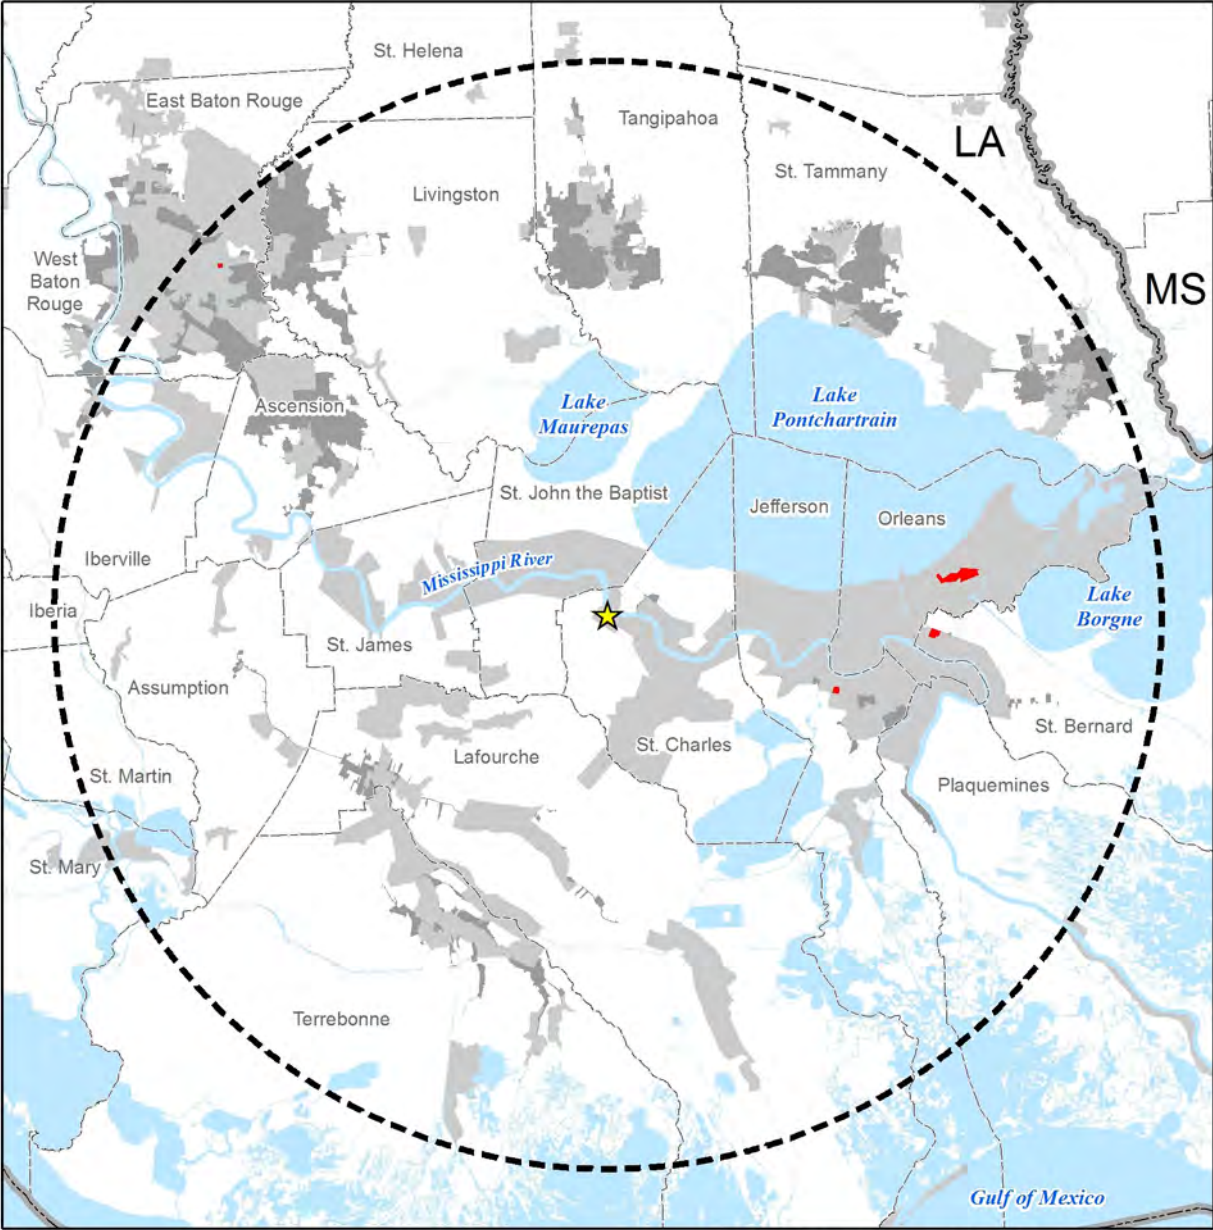 St. Helena
East Baton Rouge
Tangipahoa
LA
St. Tammany
Livingston
West
Baton
Rouge
MS
Lake
Maurepas
Lake
Pontchartrain
Ascension
St. John the Baptist
Jefferson
Orleans
Iberville
Mississippi River
Iberia
Lake
Borgne
St. James
Assumption
St. Bernard
St. Charles
Lafourche
St. Martin
Plaquemines
St. Mary
Terrebonne
Gulf of Mexico